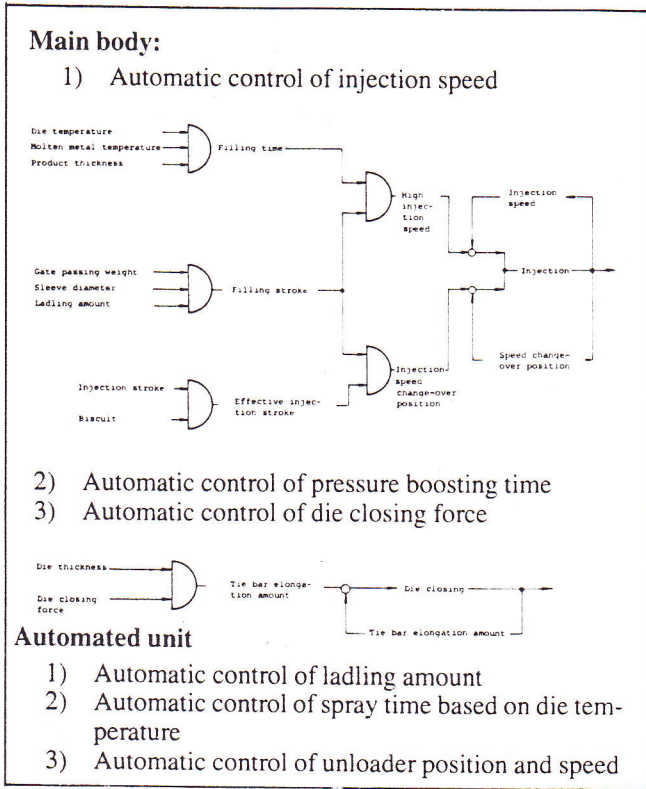 Main body:
1) Automatic control of injection speed
Die temperature
Molten metal temperature
Product thickness
Filling time
High
injec-
tion
speed
Injection
speed
Gate passing weight
Sleeve diameter
Ladling amount
Filling stroke
Injection
Injection
speed
change-over
position
Speed change-
over position
Injection stroke
Biscuit
Effective injec-
tion stroke
2) Automatic control of pressure boosting time
3) Automatic control of die closing force
Die thickness
Die closing
force
Tie bar elonga-
tion amount
Die closing
Tie bar elongation amount
Automated unit
1) Automatic control of ladling amount
2) Automatic control of spray time based on die tem-
perature
3) Automatic control of unloader position and speed